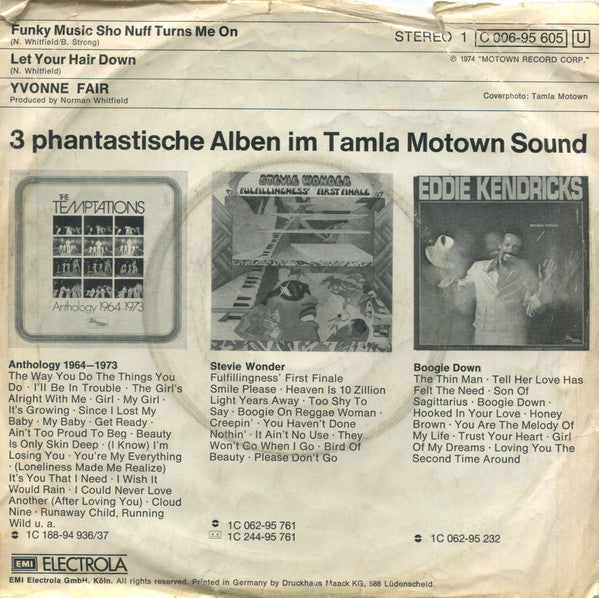 Funky Music Sho Nuff Turns Me On
(N. Whitfield/B. Strong)
STEREO 1 1C 006-95 605 U
Let Your Hair Down
(N. Whitfield)
℗ 1974 "MOTOWN RECORD CORP."
YVONNE FAIR
Produced by Norman Whitfield
Coverphoto: Tamla Motown
3 phantastische Alben im Tamla Motown Sound
THE
TEMPTATIONS
Anthology 1964-1973
STEVIE WONDER
FULFILLINGNESS' FIRST FINALE
EDDIE KENDRICKS
Anthology 1964—1973
The Way You Do The Things You
Do · I'll Be In Trouble · The Girl's
Alright With Me · Girl · My Girl ·
It's Growing · Since I Lost My
Baby · My Baby · Get Ready ·
Ain't Too Proud To Beg · Beauty
Is Only Skin Deep · (I Know) I'm
Losing You · You're My Everything
· (Loneliness Made Me Realize)
It's You That I Need · I Wish It
Would Rain · I Could Never Love
Another (After Loving You) · Cloud
Nine · Runaway Child, Running
Wild u. a.
1C 188-94 936/37
Stevie Wonder
Fulfillingness' First Finale
Smile Please · Heaven Is 10 Zillion
Light Years Away · Too Shy To
Say · Boogie On Reggae Woman ·
Creepin' · You Haven't Done
Nothin' · It Ain't No Use · They
Won't Go When I Go · Bird Of
Beauty · Please Don't Go
1C 062-95 761
1C 244-95 761
Boogie Down
The Thin Man · Tell Her Love Has
Felt The Need · Son Of
Sagittarius · Boogie Down ·
Hooked In Your Love · Honey
Brown · You Are The Melody Of
My Life · Trust Your Heart · Girl
Of My Dreams · Loving You The
Second Time Around
1C 062-95 232
EMI ELECTROLA
EMI Electrola GmbH, Köln. All rights reserved. Printed in Germany by Druckhaus Maack KG, 588 Lüdenscheid.